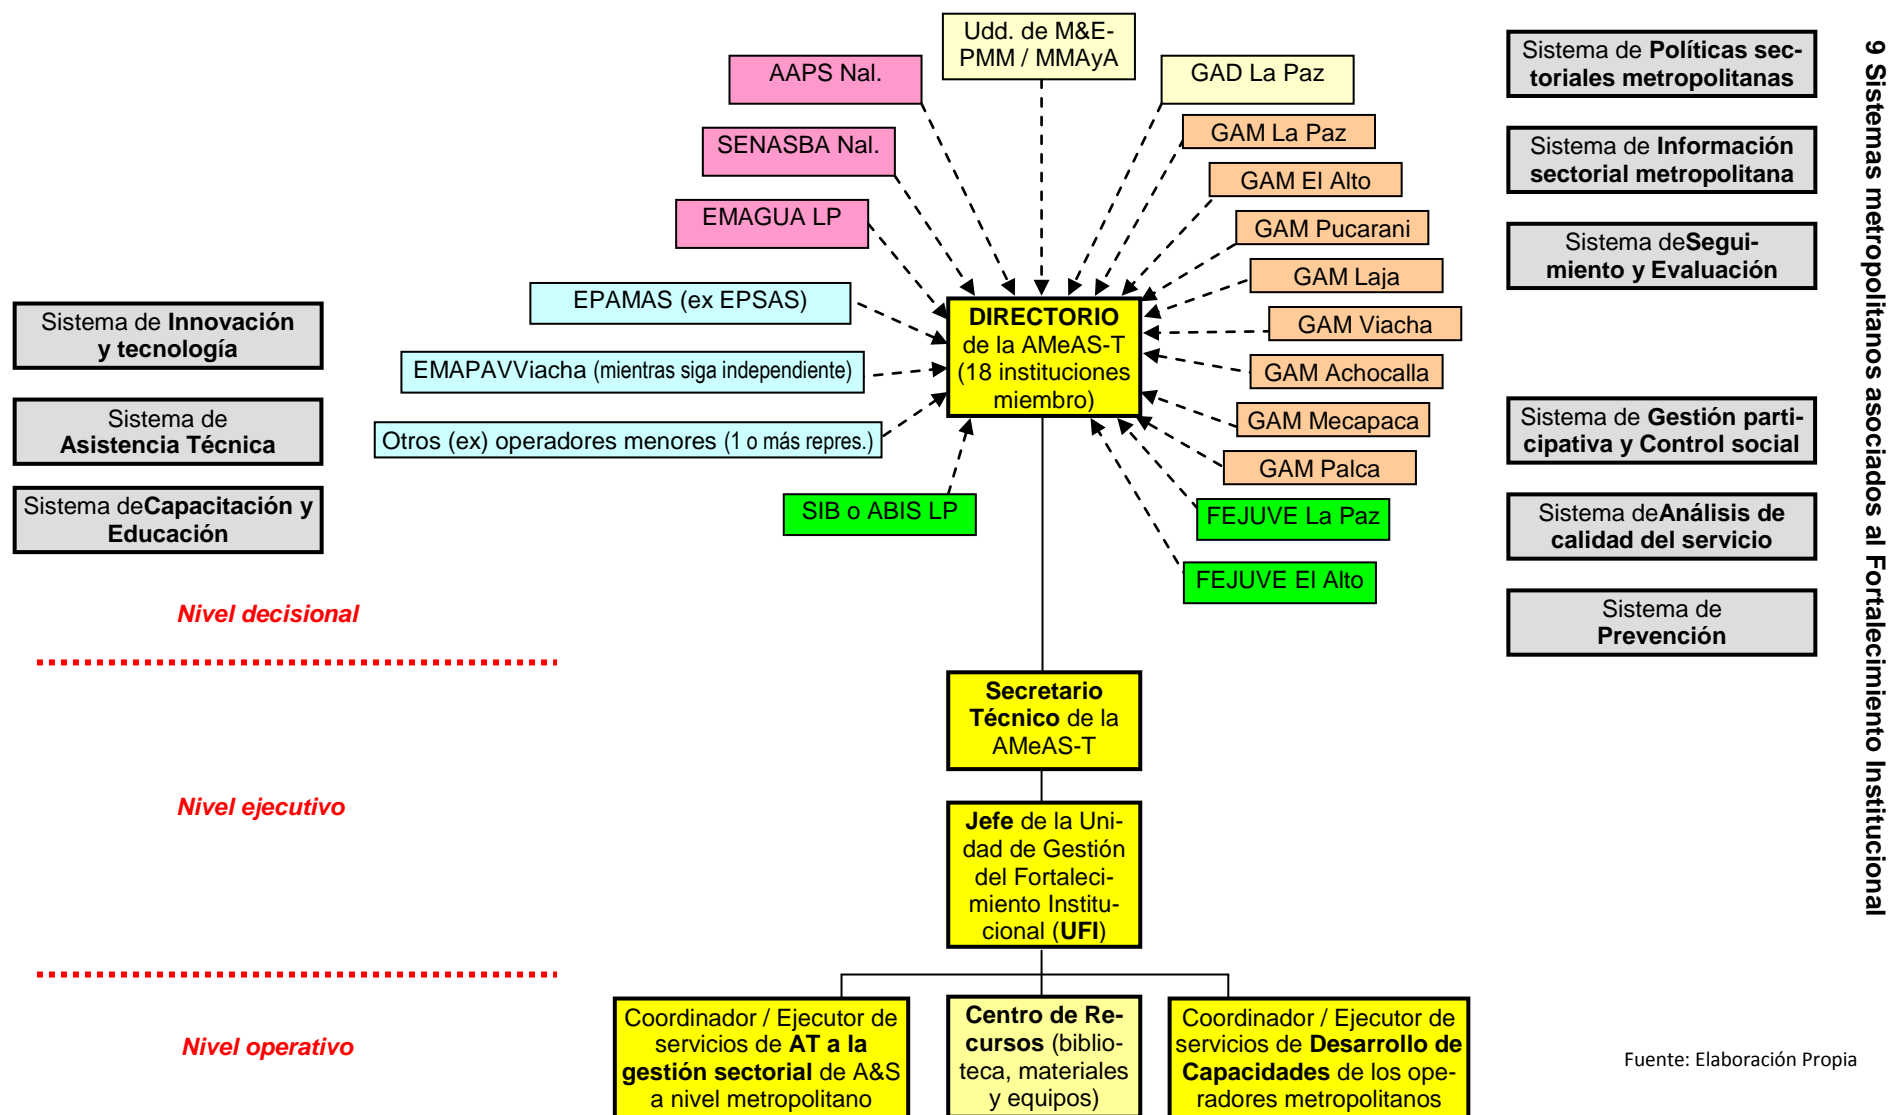 Udd. de M&E-
PMM / MMAyA
AAPS Nal.
GAD La Paz
SENASBA Nal.
GAM La Paz
EMAGUA LP
GAM El Alto
GAM Pucarani
GAM Laja
EPAMAS (ex EPSAS)
GAM Viacha
EMAPAVViacha (mientras siga independiente)
GAM Achocalla
Otros (ex) operadores menores (1 o más repres.)
GAM Mecapaca
GAM Palca
SIB o ABIS LP
FEJUVE La Paz
FEJUVE El Alto
DIRECTORIO
de la AMeAS-T
(18 instituciones
miembro)
Sistema de Innovación
y tecnología
Sistema de
Asistencia Técnica
Sistema deCapacitación y
Educación
Sistema de Políticas sec-
toriales metropolitanas
Sistema de Información
sectorial metropolitana
Sistema deSegui-
miento y Evaluación
Sistema de Gestión parti-
cipativa y Control social
Sistema deAnálisis de
calidad del servicio
Sistema de
Prevención
9 Sistemas metropolitanos asociados al Fortalecimiento Institucional
Nivel decisional
Secretario
Técnico de la
AMeAS-T
Nivel ejecutivo
Jefe de la Uni-
dad de Gestión
del Fortaleci-
miento Institu-
cional (UFI)
Nivel operativo
Coordinador / Ejecutor de
servicios de AT a la
gestión sectorial de A&S
a nivel metropolitano
Centro de Re-
cursos (biblio-
teca, materiales
y equipos)
Coordinador / Ejecutor de
servicios de Desarrollo de
Capacidades de los ope-
radores metropolitanos
Fuente: Elaboración Propia